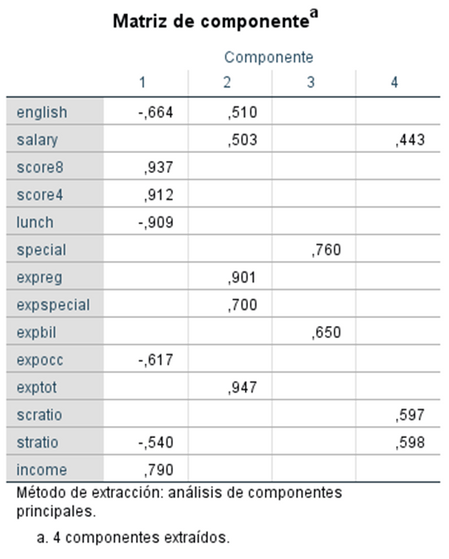 Matriz de componenteᵃ
Componente
1 2 3 4
english -,664 ,510
salary ,503 ,443
score8 ,937
score4 ,912
lunch -,909
special ,760
expreg ,901
expspecial ,700
expbil ,650
expocc -,617
exptot ,947
scratio ,597
stratio -,540 ,598
income ,790
Método de extracción: análisis de componentes
principales.
a. 4 componentes extraídos.